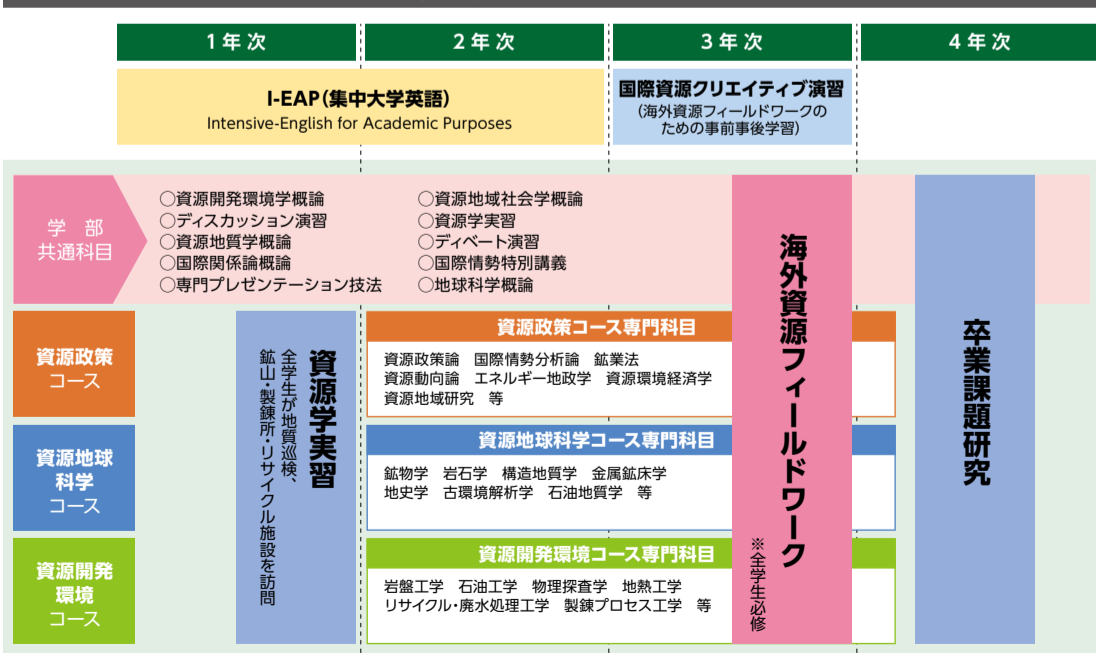 1年次
2年次
3年次
4年次
I-EAP(集中大学英語)
Intensive-English for Academic Purposes
国際資源クリエイティブ演習
(海外資源フィールドワークの
ための事前事後学習)
学 部
共通科目
○資源開発環境学概論
○ディスカッション演習
○資源地質学概論
○国際関係論概論
○専門プレゼンテーション技法
○資源地域社会学概論
○資源学実習
○ディベート演習
○国際情勢特別講義
○地球科学概論
資源政策
コース
資源地球
科学
コース
資源開発
環境
コース
資源学実習
全学生が地質巡検、
鉱山・製錬所・リサイクル施設を訪問
資源政策コース専門科目
資源政策論 国際情勢分析論 鉱業法
資源動向論 エネルギー地政学 資源環境経済学
資源地域研究 等
資源地球科学コース専門科目
鉱物学 岩石学 構造地質学 金属鉱床学
地史学 古環境解析学 石油地質学 等
資源開発環境コース専門科目
岩盤工学 石油工学 物理探査学 地熱工学
リサイクル・廃水処理工学 製錬プロセス工学 等
海外資源フィールドワーク
※全学生必修
卒業課題研究